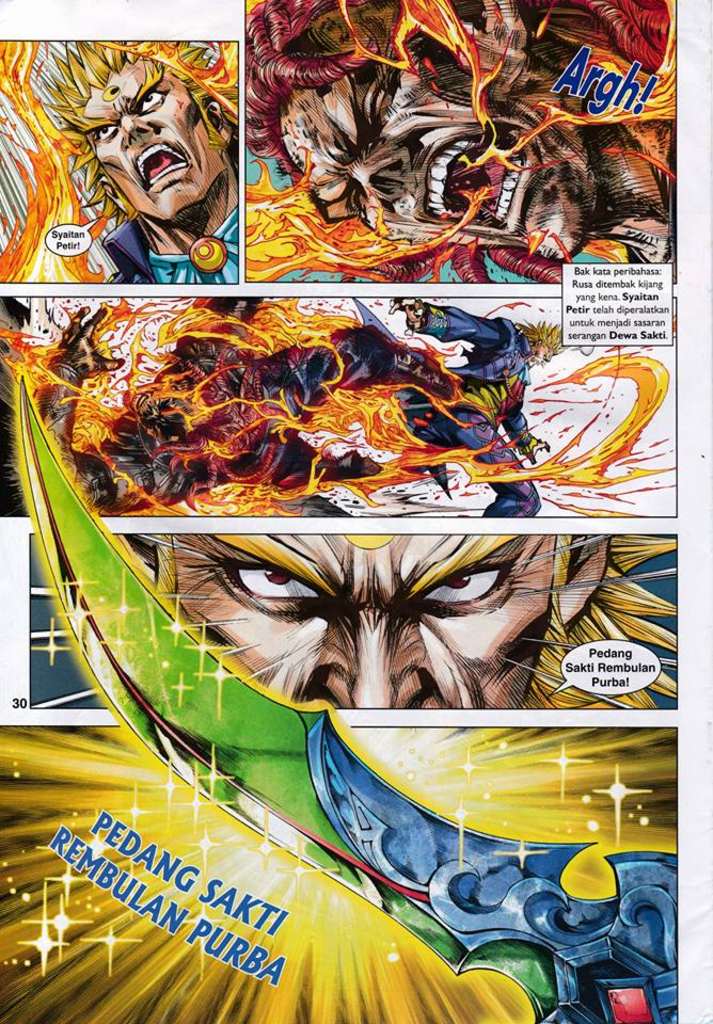 Syaitan
Petir!
Argh!
Bak kata peribahasa:
Rusa ditembak kijang
yang kena. Syaitan
Petir telah diperalatkan
untuk menjadi sasaran
serangan Dewa Sakti.
Pedang
Sakti Rembulan
Purba!
30
PEDANG SAKTI
REMBULAN PURBA